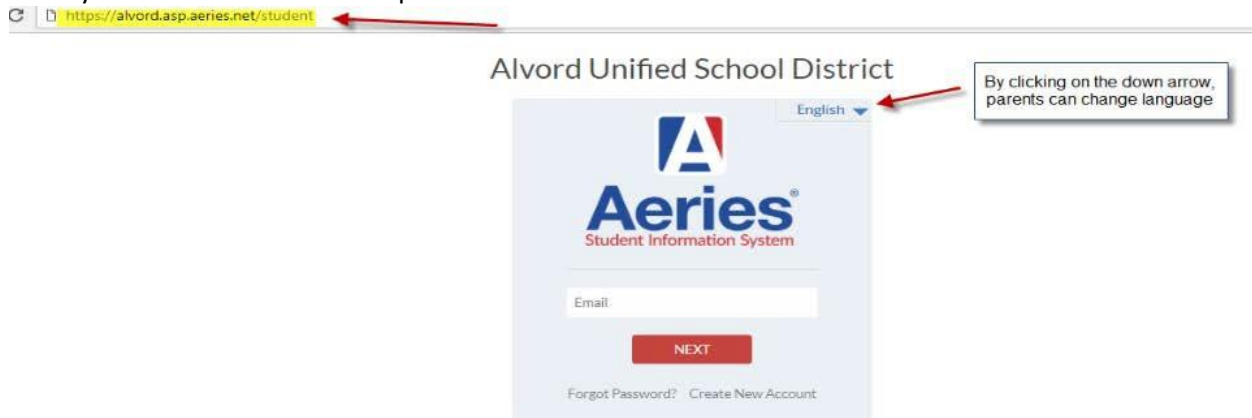 https://alvord.asp.aeries.net/student
Alvord Unified School District
By clicking on the down arrow,
parents can change language
English
A
Aeries®
Student Information System
Email
NEXT
Forgot Password? Create New Account